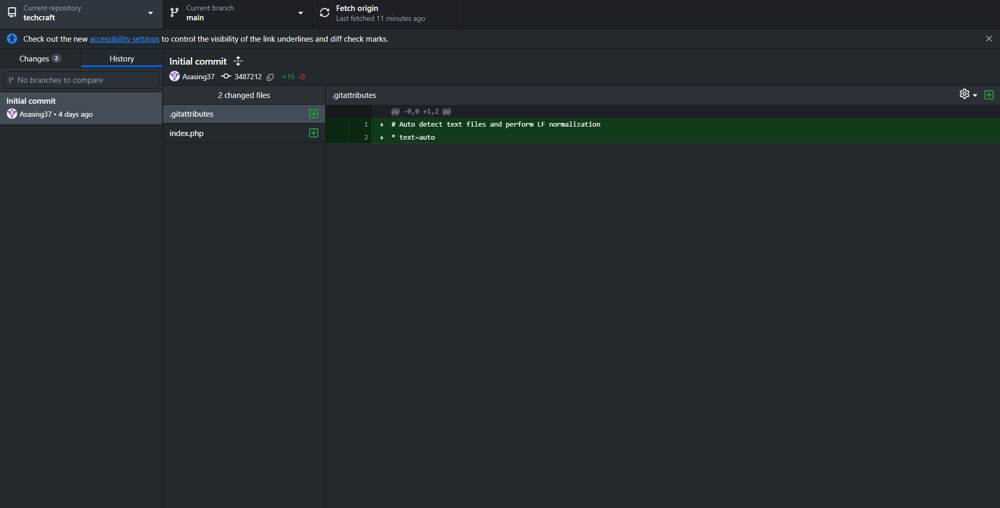 Current repository
techcraft
Current branch
main
Fetch origin
Last fetched 11 minutes ago
Check out the new accessibility settings to control the visibility of the link underlines and diff check marks.
Changes 2
History
No branches to compare
Initial commit
Asasing37 • 4 days ago
Initial commit
Asasing37 3487212 +15 -0
2 changed files
.gitattributes
index.php
.gitattributes
@@ -0,0 +1,2 @@
1 + # Auto detect text files and perform LF normalization
2 + * text=auto